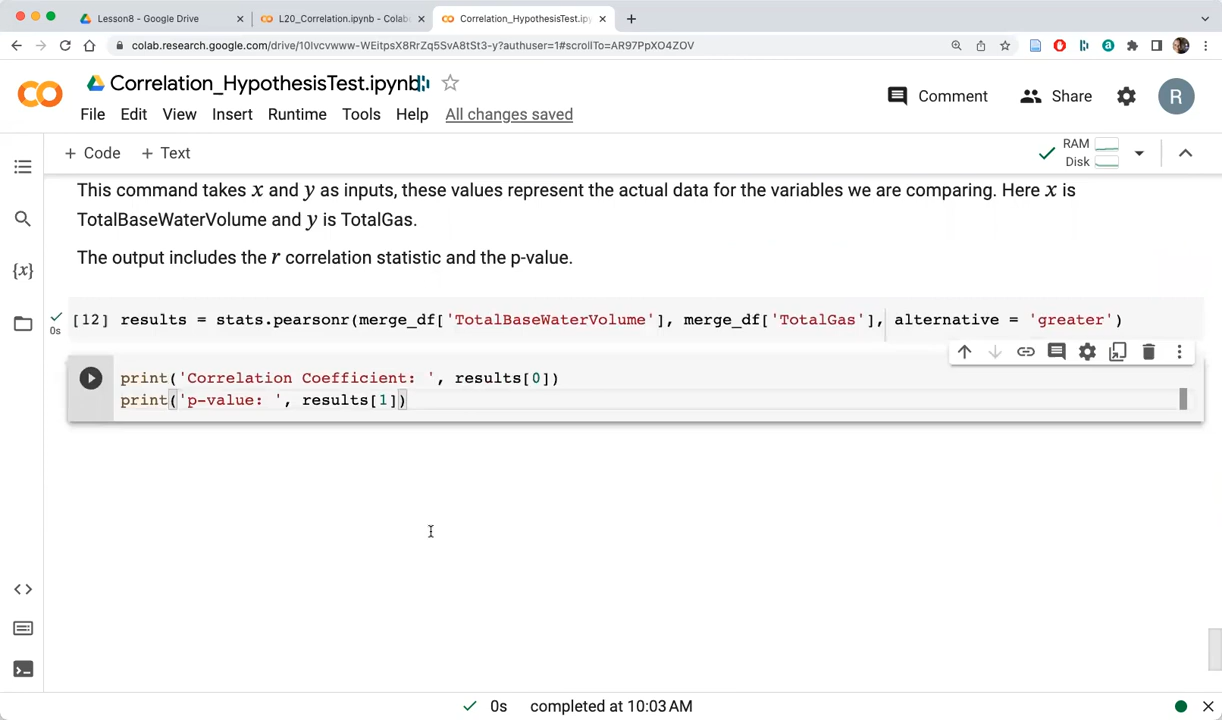 Lesson8 - Google Drive
L20_Correlation.ipynb - Colab
Correlation_HypothesisTest.ipy
colab.research.google.com/drive/10Ivcvwww-WEitpsX8RrZq5SvA8tSt3-y?authuser=1#scrollTo=AR97PpXO4ZOV
Correlation_HypothesisTest.ipynb
Comment
Share
R
File Edit View Insert Runtime Tools Help All changes saved
+ Code + Text
RAM
Disk
This command takes x and y as inputs, these values represent the actual data for the variables we are comparing. Here x is
TotalBaseWaterVolume and y is TotalGas.
The output includes the r correlation statistic and the p-value.
0s
[12] results = stats.pearsonr(merge_df['TotalBaseWaterVolume'], merge_df['TotalGas'], alternative = 'greater')
print('Correlation Coefficient: ', results[0])
print('p-value: ', results[1])
0s completed at 10:03 AM